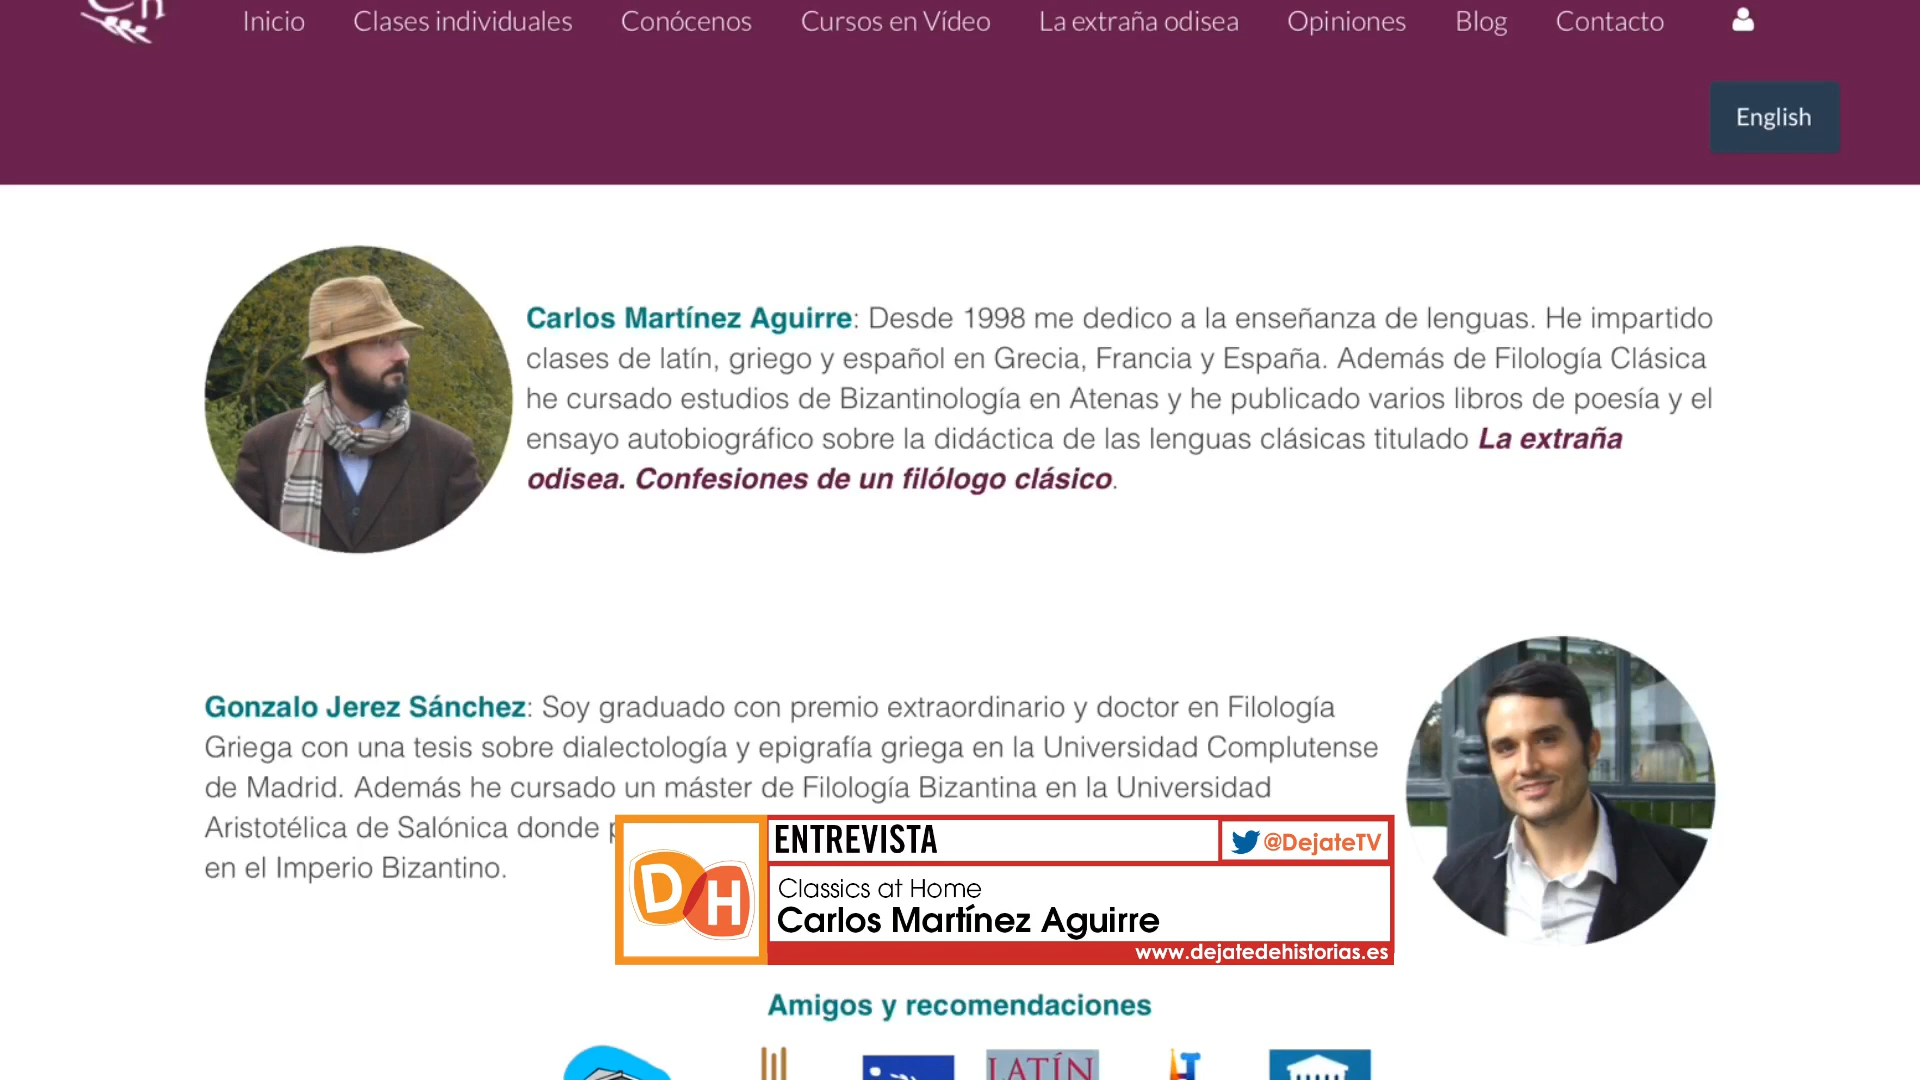 Inicio Clases individuales Conócenos Cursos en Vídeo La extraña odisea Opiniones Blog Contacto
English
Carlos Martínez Aguirre: Desde 1998 me dedico a la enseñanza de lenguas. He impartido
clases de latín, griego y español en Grecia, Francia y España. Además de Filología Clásica
he cursado estudios de Bizantinología en Atenas y he publicado varios libros de poesía y el
ensayo autobiográfico sobre la didáctica de las lenguas clásicas titulado La extraña
odisea. Confesiones de un filólogo clásico.
Gonzalo Jerez Sánchez: Soy graduado con premio extraordinario y doctor en Filología
Griega con una tesis sobre dialectología y epigrafía griega en la Universidad Complutense
de Madrid. Además he cursado un máster de Filología Bizantina en la Universidad
Aristotélica de Salónica donde
en el Imperio Bizantino.
DH
ENTREVISTA
@DejateTV
Classics at Home
Carlos Martínez Aguirre
www.dejatedehistorias.es
Amigos y recomendaciones
LATÍN